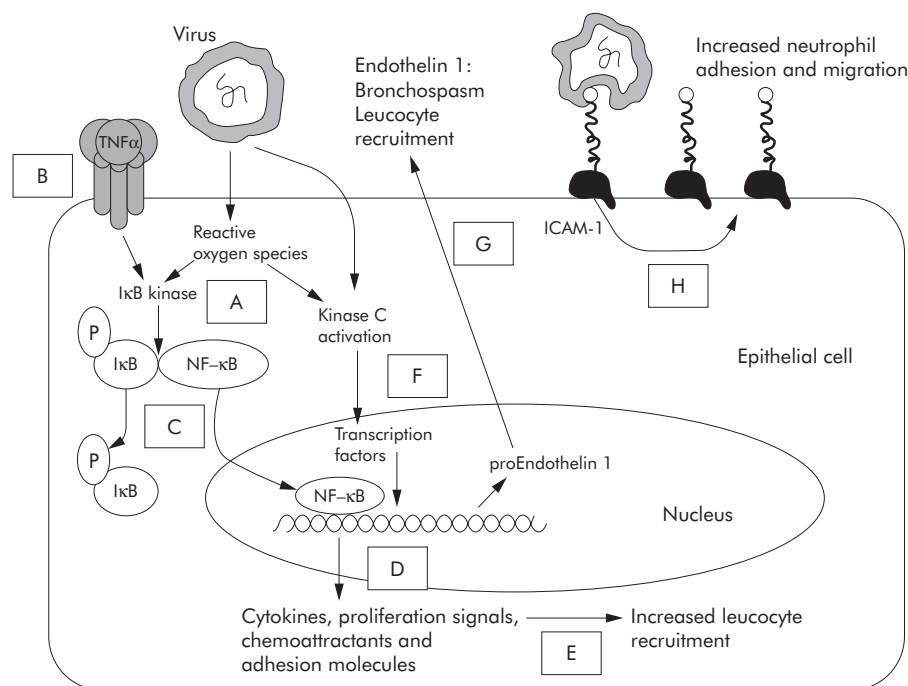 Virus
Endothelin 1:
Bronchospasm
Leucocyte
recruitment
Increased neutrophil
adhesion and migration
TNFα
B
Reactive
oxygen species
ICAM-1
G
H
IκB kinase
A
Kinase C
activation
P
IκB
NF–κB
Epithelial cell
F
C
Transcription
factors
proEndothelin 1
P
IκB
NF–κB
Nucleus
D
Cytokines, proliferation signals,
chemoattractants and
adhesion molecules
Increased leucocyte
recruitment
E